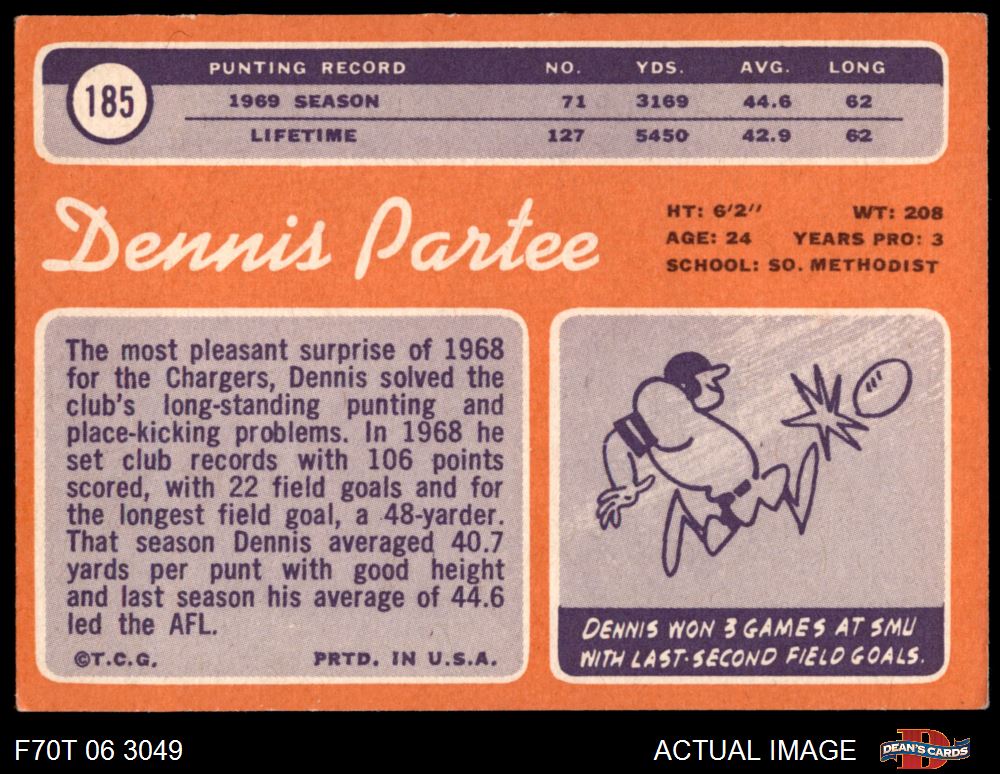 185
PUNTING RECORD NO. YDS. AVG. LONG
1969 SEASON 71 3169 44.6 62
LIFETIME 127 5450 42.9 62
Dennis Partee
HT: 6'2" WT: 208
AGE: 24 YEARS PRO: 3
SCHOOL: SO. METHODIST
The most pleasant surprise of 1968
for the Chargers, Dennis solved the
club's long-standing punting and
place-kicking problems. In 1968 he
set club records with 106 points
scored, with 22 field goals and for
the longest field goal, a 48-yarder.
That season Dennis averaged 40.7
yards per punt with good height
and last season his average of 44.6
led the AFL.
©T.C.G. PRTD. IN U.S.A.
DENNIS WON 3 GAMES AT SMU
WITH LAST-SECOND FIELD GOALS.
F70T 06 3049 ACTUAL IMAGE
DEAN'S CARDS